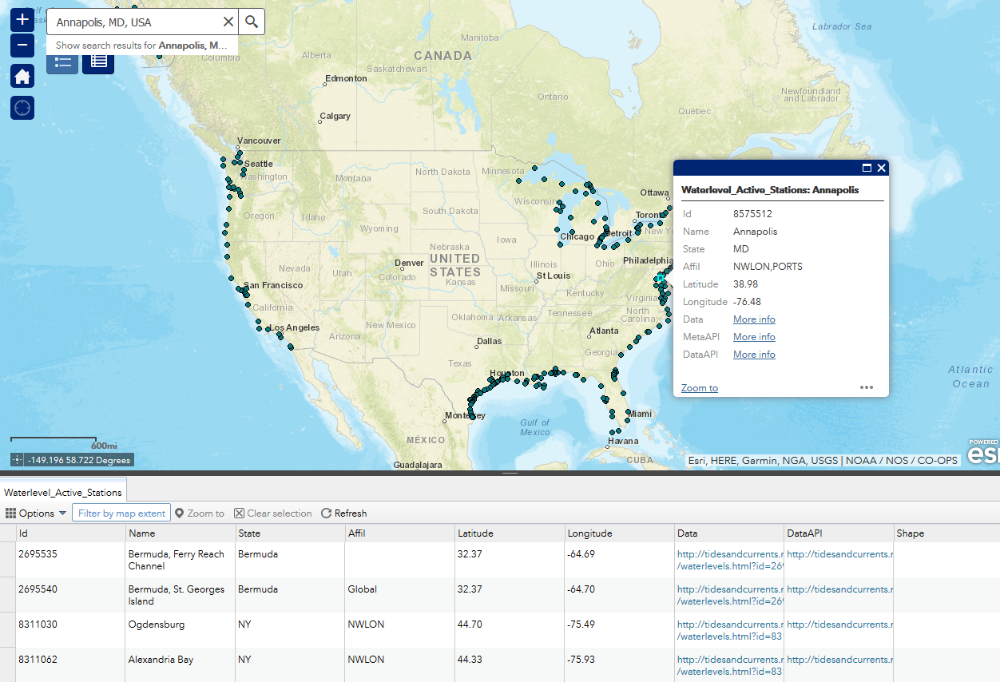 Annapolis, MD, USA
Show search results for Annapolis, M...
Labrador Sea
Manitoba
CANADA
Alberta
Columbia
Saskatchewan
Edmonton
Newfoundland
and Labrador
Ontario
Québec
Calgary
Vancouver
Seattle
Washington
Montana
North Dakota
Minnesota
Ottawa
Wisconsin
Oregon
Idaho
South Dakota
Toronto
Wyoming
Iowa
Chicago
Detroit
New Yo
Nebraska
Denver
UNITED
STATES
Illinois
Ohio
Philadelphia
Nevada
Utah
Colorado
Kansas
St Louis
Missouri
San Francisco
California
Kentucky
Virginia
Los Angeles
Arizona
New Mexico
Oklahoma
Arkansas
Tennessee
North
Carolina
Atlanta
Dallas
Georgia
Texas
Houston
Monterrey
Gulf of
Mexico
Miami
MÉXICO
Havana
CUBA
Guadalajara
Atlantic
Ocean
Waterlevel_Active_Stations: Annapolis
Id 8575512
Name Annapolis
State MD
Affil NWLON,PORTS
Latitude 38.98
Longitude -76.48
Data More info
MetaAPI More info
DataAPI More info
Zoom to
600mi
-149.196 58.722 Degrees
POWERED
esri
Esri, HERE, Garmin, NGA, USGS | NOAA / NOS / CO-OPS
Waterlevel_Active_Stations
Options Filter by map extent Zoom to Clear selection Refresh
Id Name State Affil Latitude Longitude Data DataAPI Shape
2695535 Bermuda, Ferry Reach Bermuda 32.37 -64.69 http://tidesandcurrents.n http://tidesandcurrents.n
Channel /waterlevels.html?id=269
2695540 Bermuda, St. Georges Bermuda Global 32.37 -64.70 http://tidesandcurrents.n http://tidesandcurrents.n
Island /waterlevels.html?id=269
8311030 Ogdensburg NY NWLON 44.70 -75.49 http://tidesandcurrents.n http://tidesandcurrents.n
/waterlevels.html?id=831
8311062 Alexandria Bay NY NWLON 44.33 -75.93 http://tidesandcurrents.n http://tidesandcurrents.n
/waterlevels.html?id=831